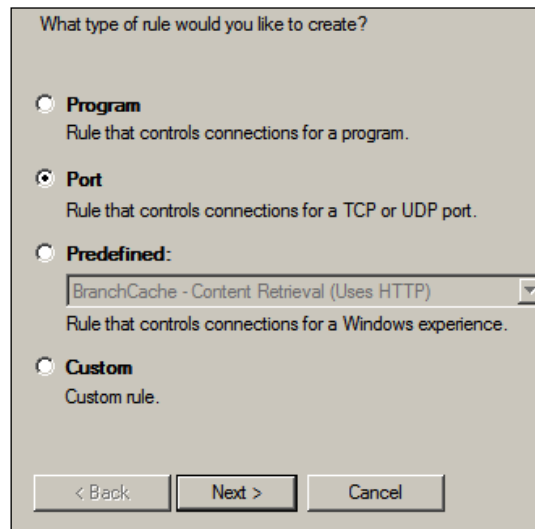 What type of rule would you like to create?
Program
Rule that controls connections for a program.
Port
Rule that controls connections for a TCP or UDP port.
Predefined:
BranchCache - Content Retrieval (Uses HTTP)
Rule that controls connections for a Windows experience.
Custom
Custom rule.
< Back Next > Cancel